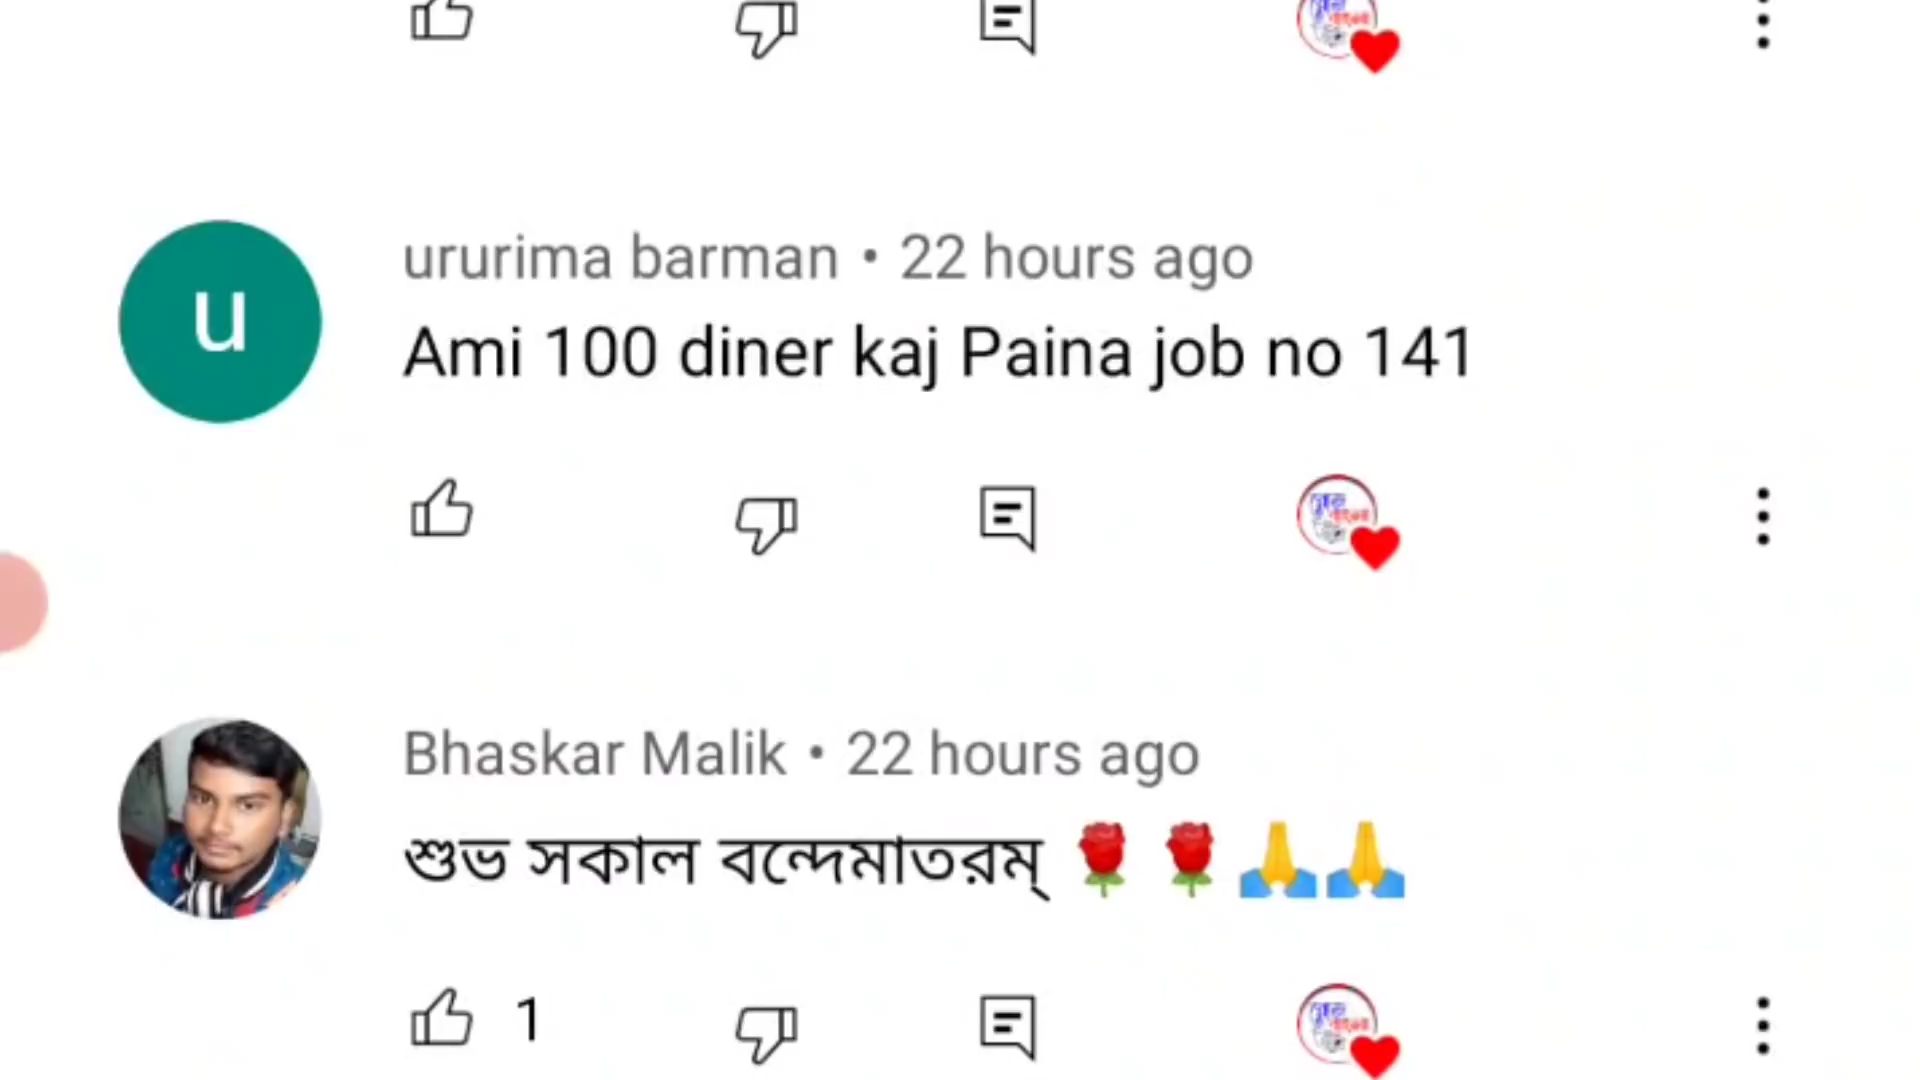 u
ururima barman • 22 hours ago
Ami 100 diner kaj Paina job no 141
Bhaskar Malik • 22 hours ago
শুভ সকাল বন্দেমাতরম্ 🌹🌹🙏🙏
1